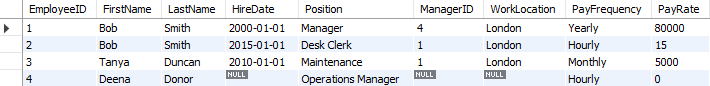 EmployeeID FirstName LastName HireDate Position ManagerID WorkLocation PayFrequency PayRate
1 Bob Smith 2000-01-01 Manager 4 London Yearly 80000
2 Bob Smith 2015-01-01 Desk Clerk 1 London Hourly 15
3 Tanya Duncan 2010-01-01 Maintenance 1 London Monthly 5000
4 Deena Donor NULL Operations Manager NULL NULL Hourly 0